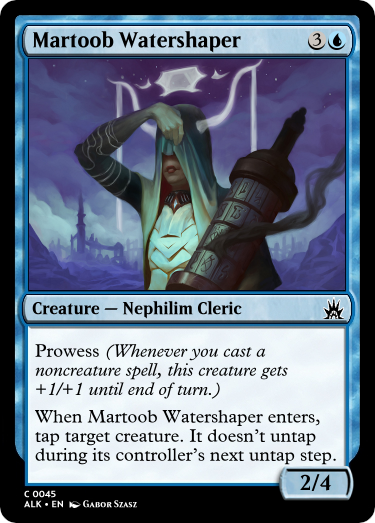 Martoob Watershaper 3
Creature — Nephilim Cleric
Prowess (Whenever you cast a
noncreature spell, this creature gets
+1/+1 until end of turn.)
When Martoob Watershaper enters,
tap target creature. It doesn’t untap
during its controller’s next untap step.
2/4
C 0045
ALK • EN Gabor Szasz